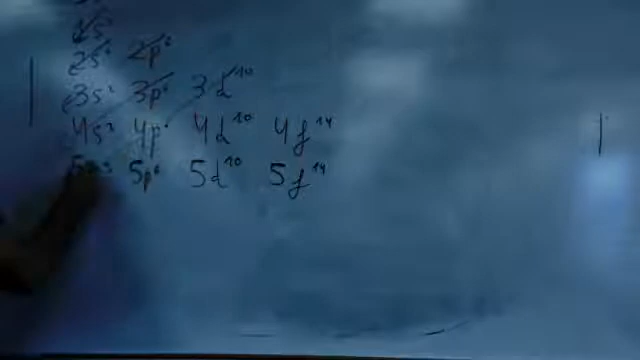 1s²
2s² 2p⁶
3s² 3p⁶ 3d¹⁰
4s² 4p⁶ 4d¹⁰ 4f¹⁴
5s² 5p⁶ 5d¹⁰ 5f¹⁴